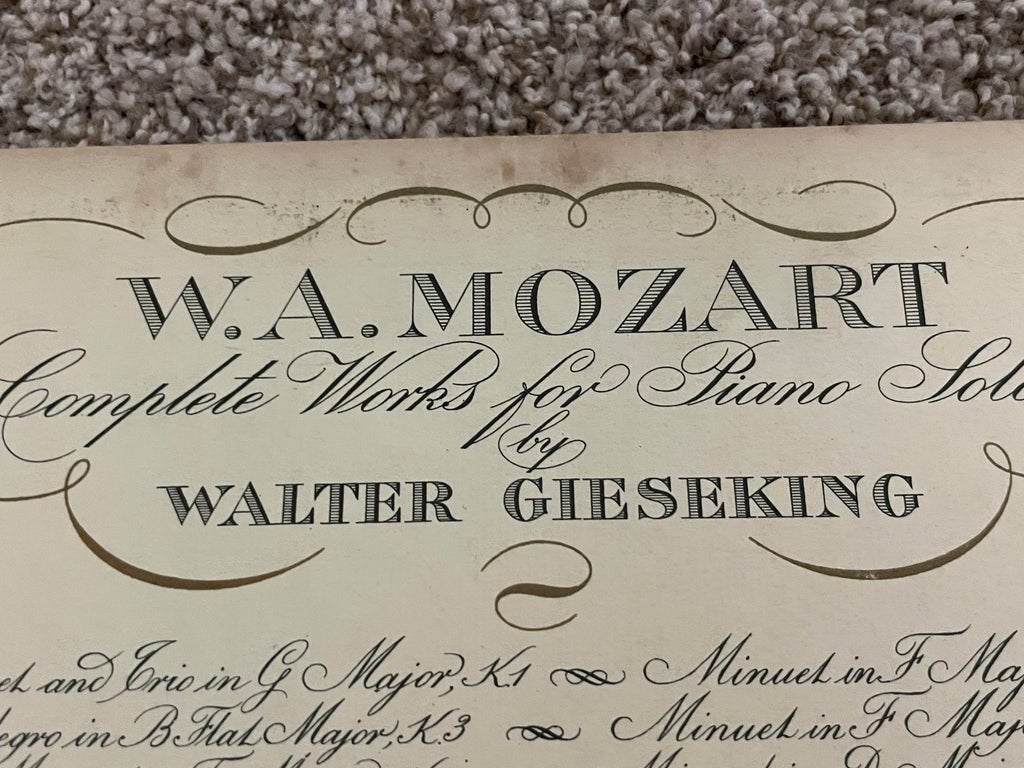 W. A. MOZART
Complete Works for Piano Solo
by
WALTER GIESEKING
and Trio in G Major, K.1 Minuet in F
in B Flat Major, K.3 Minuet in F